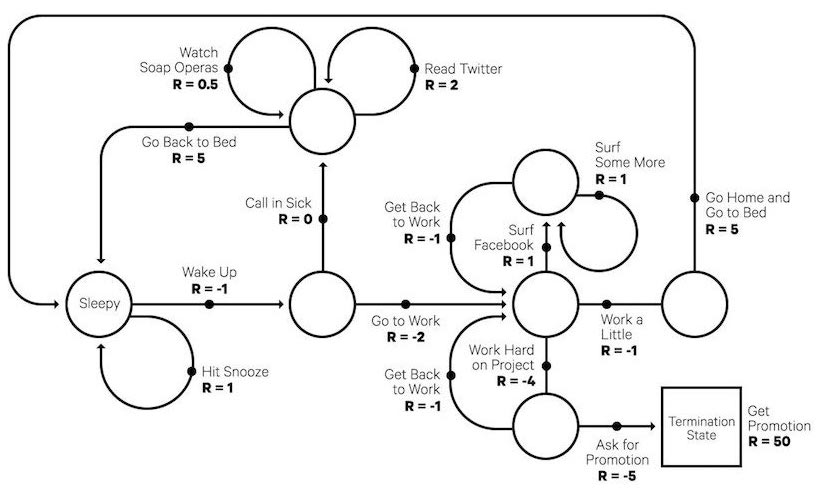 Watch
Soap Operas
R = 0.5
Read Twitter
R = 2
Go Back to Bed
R = 5
Surf
Some More
R = 1
Call in Sick
R = 0
Get Back
to Work
R = -1
Surf
Facebook
R = 1
Go Home and
Go to Bed
R = 5
Wake Up
R = -1
Sleepy
Go to Work
R = -2
Work a
Little
R = -1
Hit Snooze
R = 1
Work Hard
on Project
R = -4
Get Back
to Work
R = -1
Termination
State
Get
Promotion
R = 50
Ask for
Promotion
R = -5